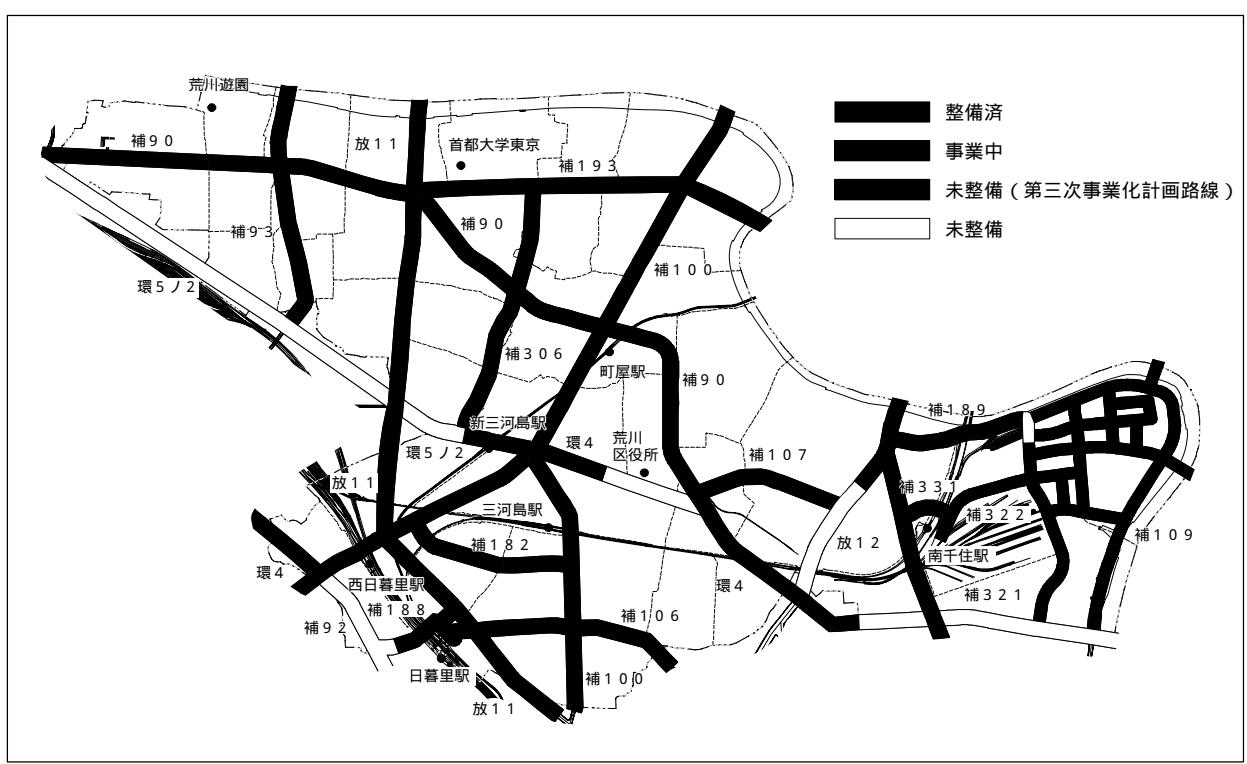 荒川遊園
補９０
放１１
首都大学東京
補１９３
整備済
事業中
未整備（第三次事業化計画路線）
未整備
補９３
補９０
補１００
環５ノ２
補３０６
町屋駅
補９０
新三河島駅
環４
荒川
区役所
補１８９
環５ノ２
補１０７
放１１
補３３１
三河島駅
補３２２
補１８２
放１２
南千住駅
補１０９
環４
西日暮里駅
環４
補３２１
補１８８
補１０６
補９２
日暮里駅
補１００
放１１